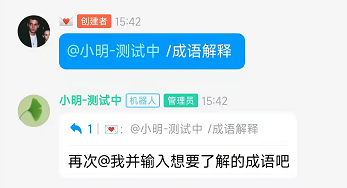 创建者 15:42
@小明-测试中 /成语解释
小明-测试中 机器人 管理员 15:42
1 | 💌：@小明-测试中 /成语解释
再次@我并输入想要了解的成语吧